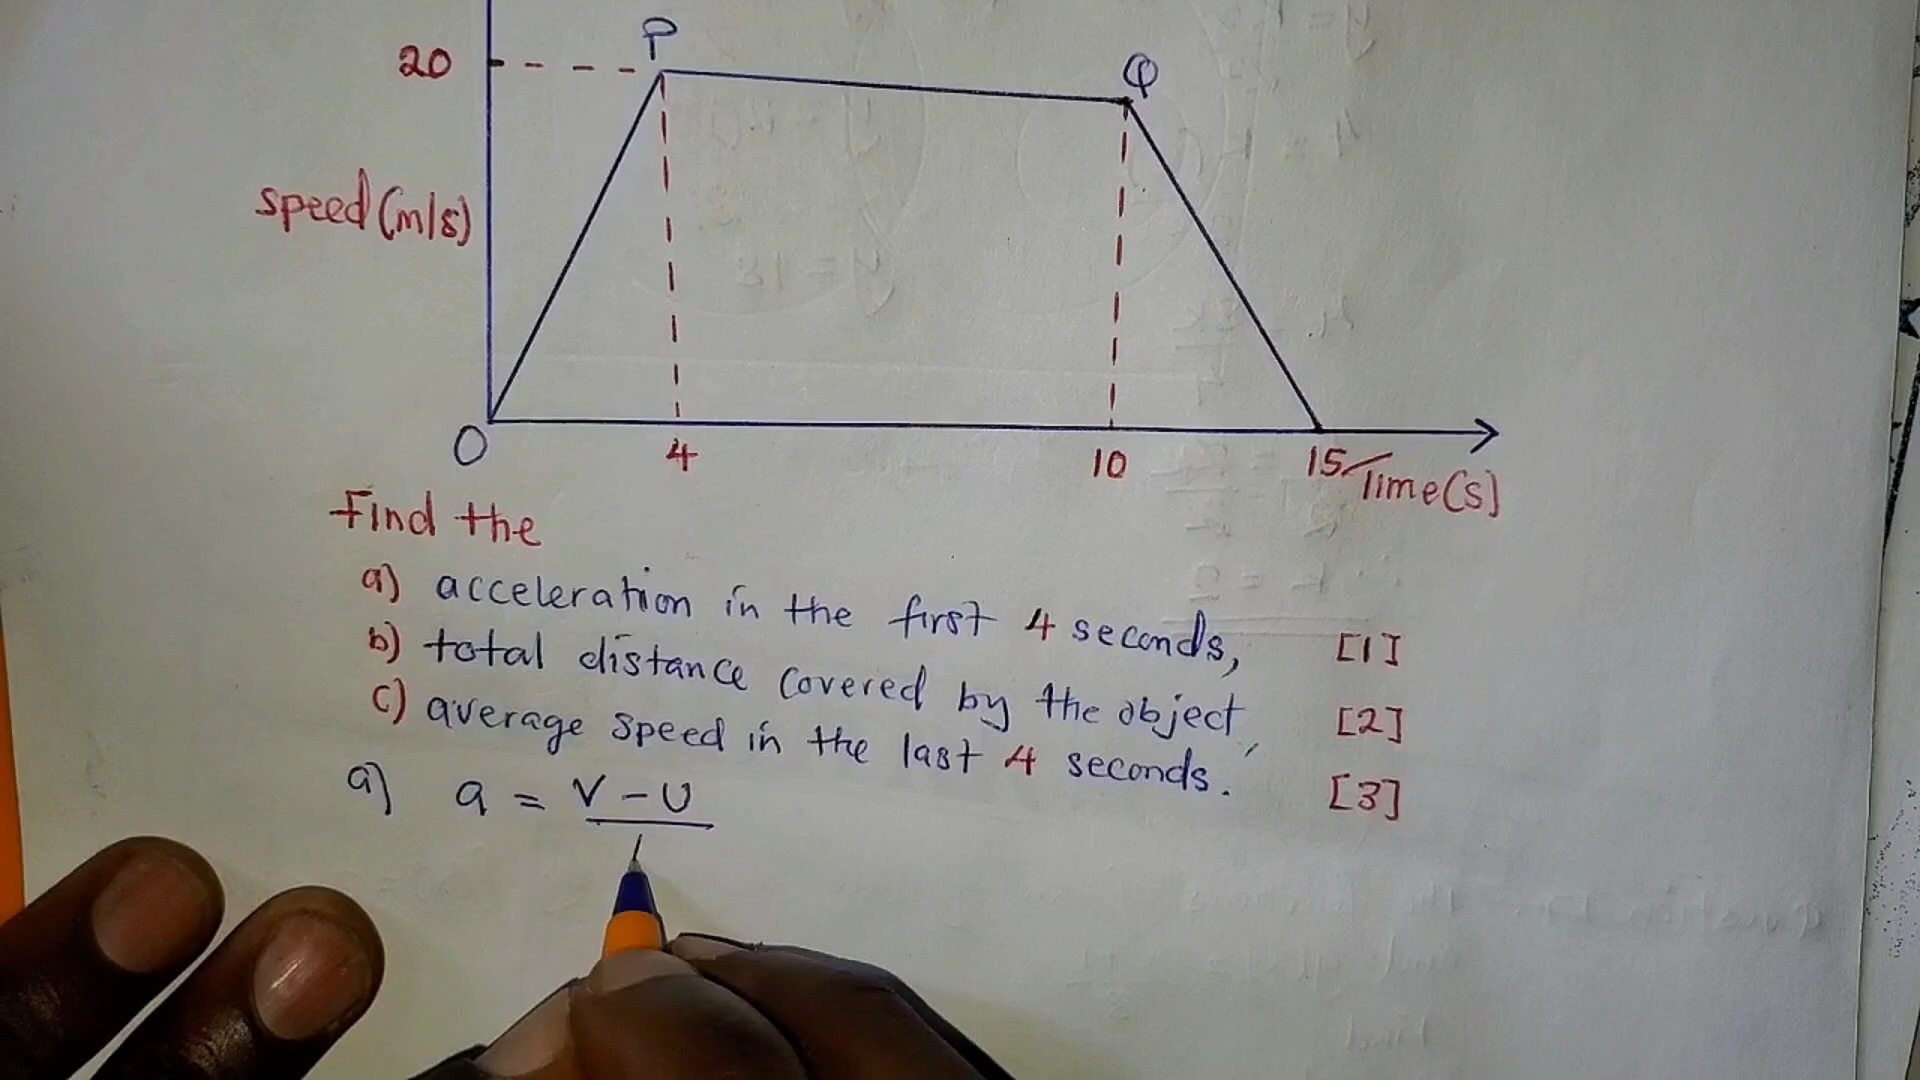 P
20
Q
speed(m/s)
O
4
10
15
Time(s)
Find the
a) acceleration in the first 4 seconds, [1]
b) total distance covered by the object, [2]
c) average speed in the last 4 seconds. [3]
a) a = v - u